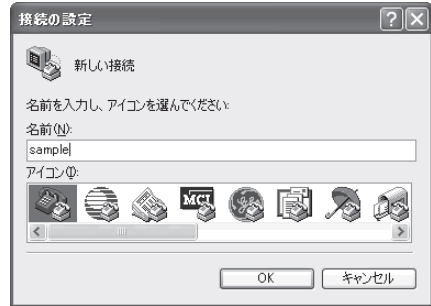 接続の設定
新しい接続
名前を入力し、アイコンを選んでください:
名前(N):
sample
アイコン(I):
MCI
OK
キャンセル